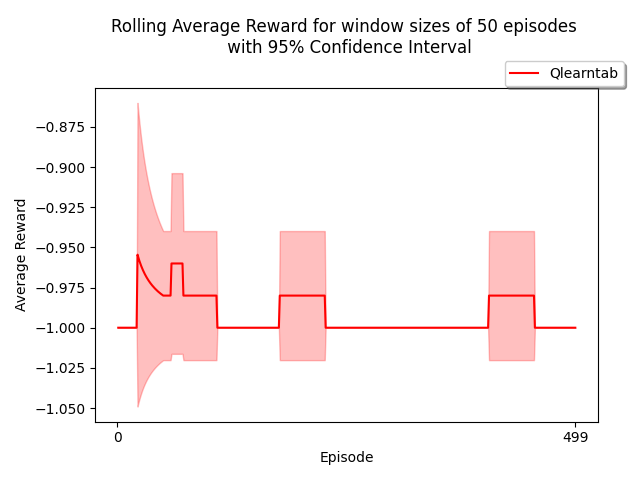 Rolling Average Reward for window sizes of 50 episodes
with 95% Confidence Interval
Qlearntab
−0.875
−0.900
−0.925
−0.950
−0.975
−1.000
−1.025
−1.050
Average Reward
0
499
Episode